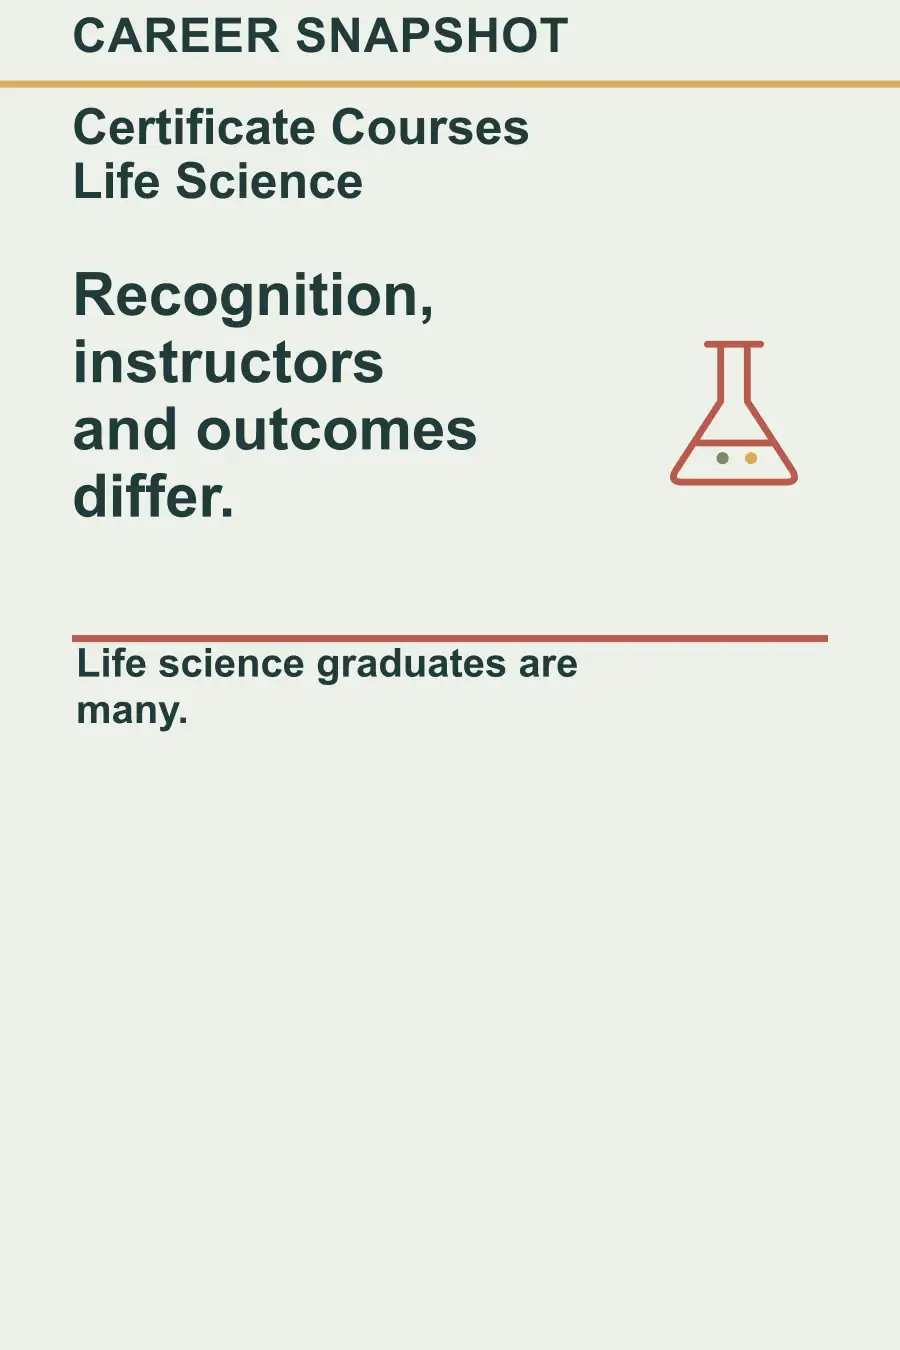 CAREER SNAPSHOT
Certificate Courses
Life Science
Recognition,
instructors
and outcomes
differ.
Life science graduates are
many.